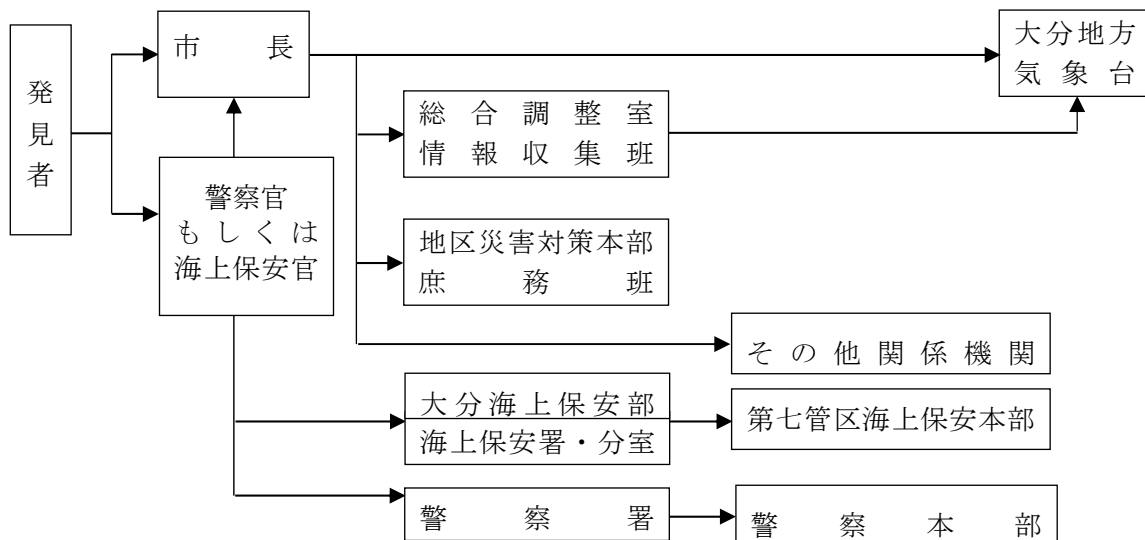 発見者
市長
大分地方
気象台
総合調整室
情報収集班
警察官
もしくは
海上保安官
地区災害対策本部
庶務班
その他関係機関
大分海上保安部
海上保安署・分室
第七管区海上保安本部
警察署
警察本部